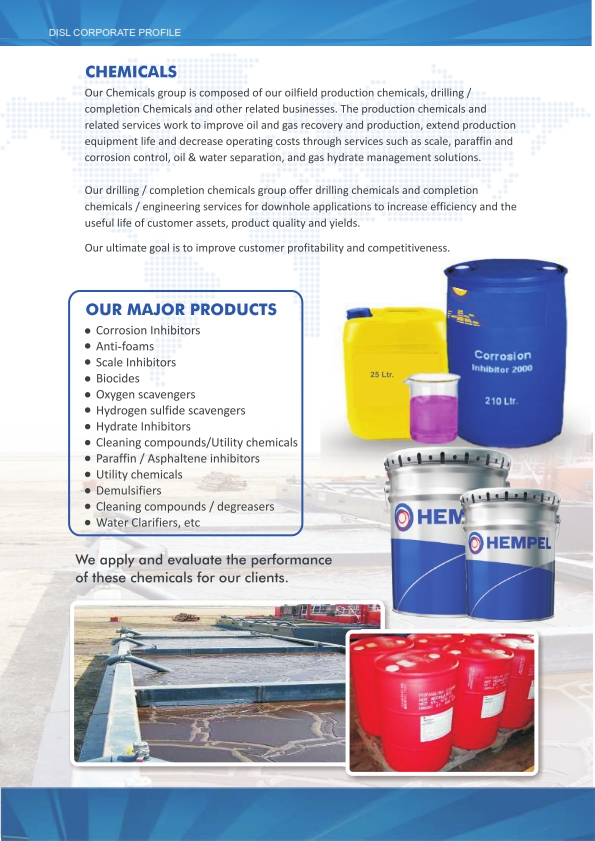 DISL CORPORATE PROFILE
CHEMICALS
Our Chemicals group is composed of our oilfield production chemicals, drilling /
completion Chemicals and other related businesses. The production chemicals and
related services work to improve oil and gas recovery and production, extend production
equipment life and decrease operating costs through services such as scale, paraffin and
corrosion control, oil & water separation, and gas hydrate management solutions.
Our drilling / completion chemicals group offer drilling chemicals and completion
chemicals / engineering services for downhole applications to increase efficiency and the
useful life of customer assets, product quality and yields.
Our ultimate goal is to improve customer profitability and competitiveness.
OUR MAJOR PRODUCTS
• Corrosion Inhibitors
• Anti-foams
• Scale Inhibitors
• Biocides
• Oxygen scavengers
• Hydrogen sulfide scavengers
• Hydrate Inhibitors
• Cleaning compounds/Utility chemicals
• Paraffin / Asphaltene inhibitors
• Utility chemicals
• Demulsifiers
• Cleaning compounds / degreasers
• Water Clarifiers, etc
25 Ltr.
Corrosion
Inhibitor 2000
210 Ltr.
HEM
HEMPEL
We apply and evaluate the performance
of these chemicals for our clients.